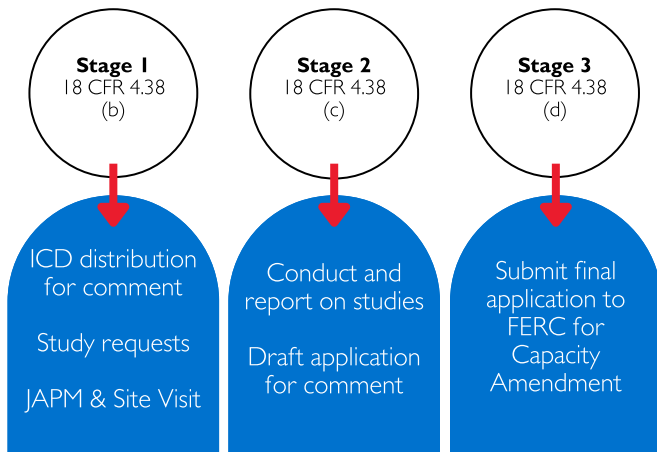 Stage 1
18 CFR 4.38
(b)
ICD distribution
for comment
Study requests
JAPM & Site Visit
Stage 2
18 CFR 4.38
(c)
Conduct and
report on studies
Draft application
for comment
Stage 3
18 CFR 4.38
(d)
Submit final
application to
FERC for
Capacity
Amendment